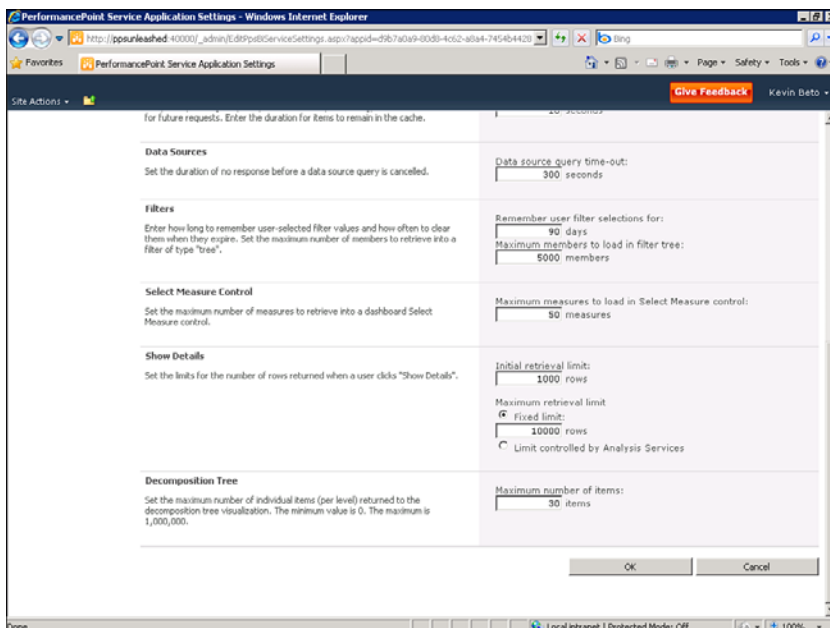 PerformancePoint Service Application Settings - Windows Internet Explorer
http://ppsunleashed:40000/_admin/EditPpsBIServiceSettings.aspx?appid=d9b7a0a9-80d8-4c62-a8a4-7454b4428
Bing
Favorites PerformancePoint Service Application Settings Page Safety Tools
Site Actions Give Feedback Kevin Beto
for future requests. Enter the duration for items to remain in the cache.
seconds
Data Sources
Set the duration of no response before a data source query is cancelled.
Data source query time-out:
300 seconds
Filters
Enter how long to remember user-selected filter values and how often to clear
them when they expire. Set the maximum number of members to retrieve into a
filter of type "tree".
Remember user filter selections for:
90 days
Maximum members to load in filter tree:
5000 members
Select Measure Control
Set the maximum number of measures to retrieve into a dashboard Select
Measure control.
Maximum measures to load in Select Measure control:
50 measures
Show Details
Set the limits for the number of rows returned when a user clicks "Show Details".
Initial retrieval limit:
1000 rows
Maximum retrieval limit
Fixed limit:
10000 rows
Limit controlled by Analysis Services
Decomposition Tree
Set the maximum number of individual items (per level) returned to the
decomposition tree visualization. The minimum value is 0. The maximum is
1,000,000.
Maximum number of items:
30 items
OK Cancel
Done Local intranet | Protected Mode: Off 100%